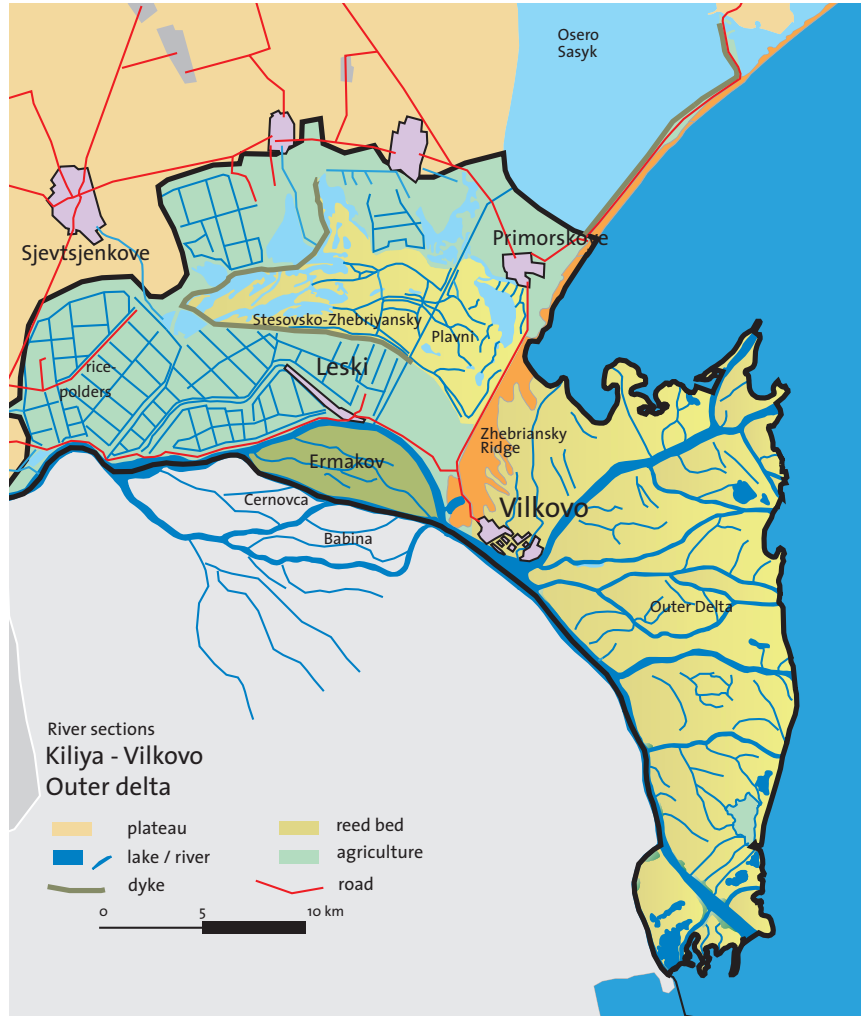 Osero
Sasyk
Primorskove
Sjevtsjenkove
Stesovsko-Zhebriyansky
Plavni
Leski
rice-
polders
Zhebriansky
Ridge
Ermakov
Cernovca
Vilkovo
Babina
Outer Delta
River sections
Kiliya - Vilkovo
Outer delta
plateau
reed bed
lake / river
agriculture
dyke
road
0 5 10 km